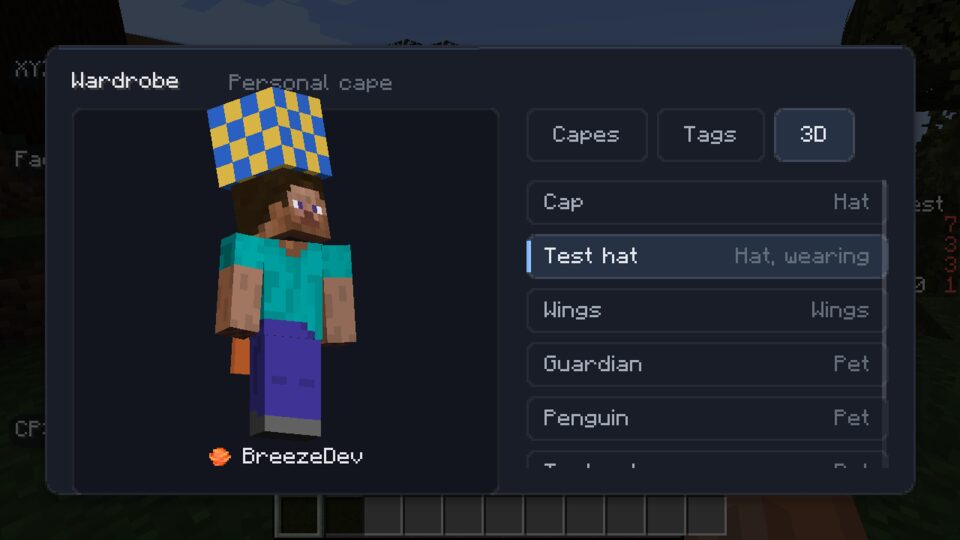 Wardrobe Personal cape
Capes Tags 3D
Cap Hat
Test hat Hat, wearing
Wings Wings
Guardian Pet
Penguin Pet
BreezeDev
XYZ